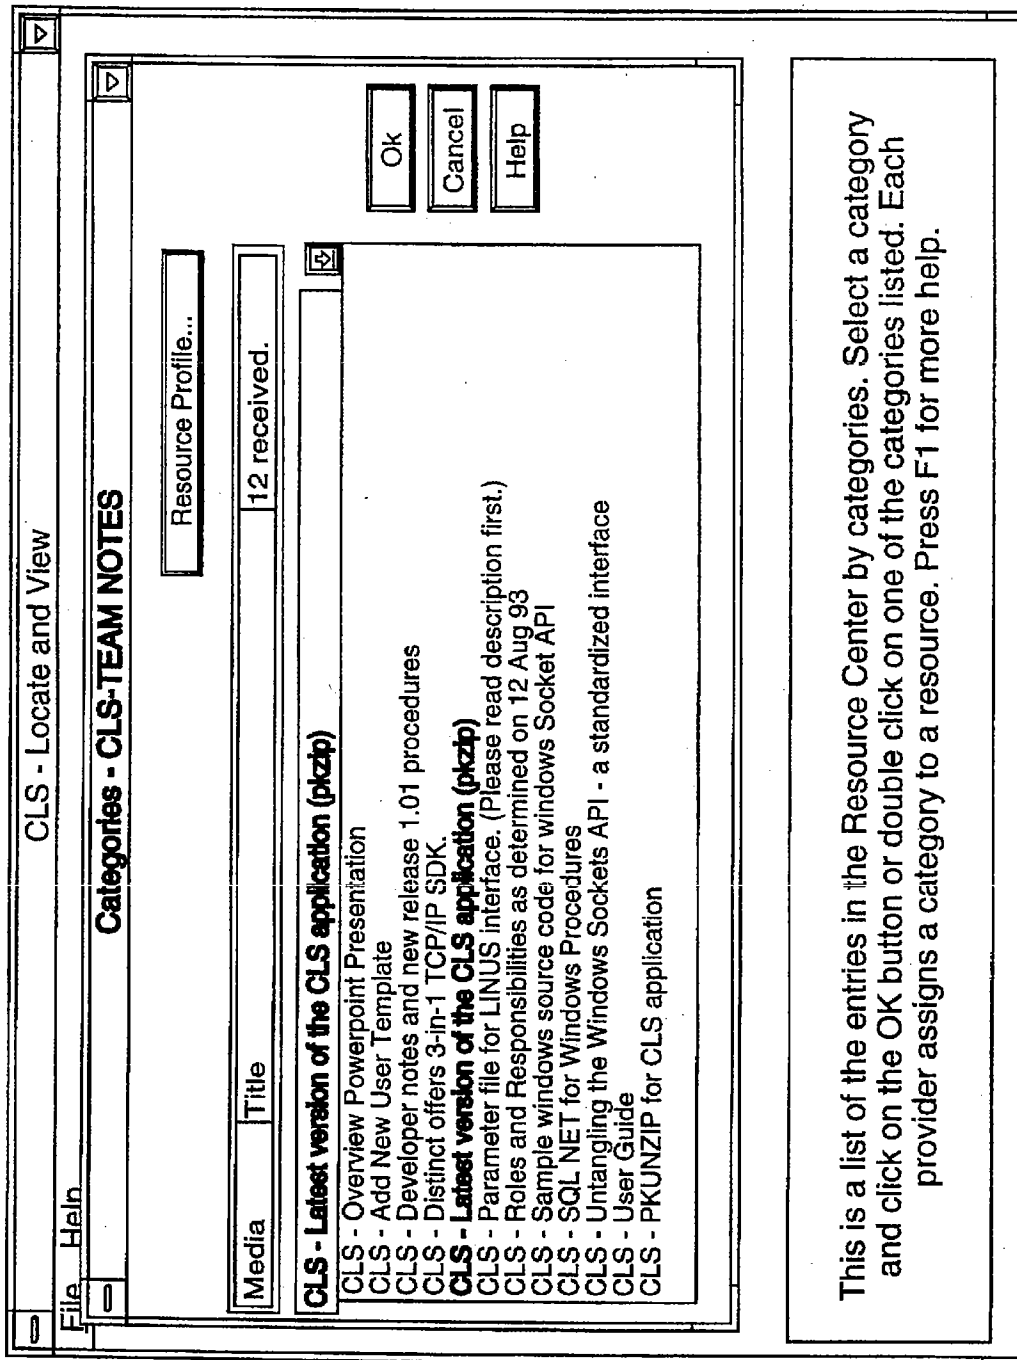 CLS - Locate and View
File Help
Categories - CLS-TEAM NOTES
Resource Profile...
Media Title 12 received.
CLS - Latest version of the CLS application (pkzip)
CLS - Overview Powerpoint Presentation
CLS - Add New User Template
CLS - Developer notes and new release 1.01 procedures
CLS - Distinct offers 3-in-1 TCP/IP SDK.
CLS - Latest version of the CLS application (pkzip)
CLS - Parameter file for LINUS interface. (Please read description first.)
CLS - Roles and Responsibilities as determined on 12 Aug 93
CLS - Sample windows source code for windows Socket API
CLS - SQL NET for Windows Procedures
CLS - Untangling the Windows Sockets API - a standardized interface
CLS - User Guide
CLS - PKUNZIP for CLS application
Ok
Cancel
Help
This is a list of the entries in the Resource Center by categories. Select a category
and click on the OK button or double click on one of the categories listed. Each
provider assigns a category to a resource. Press F1 for more help.